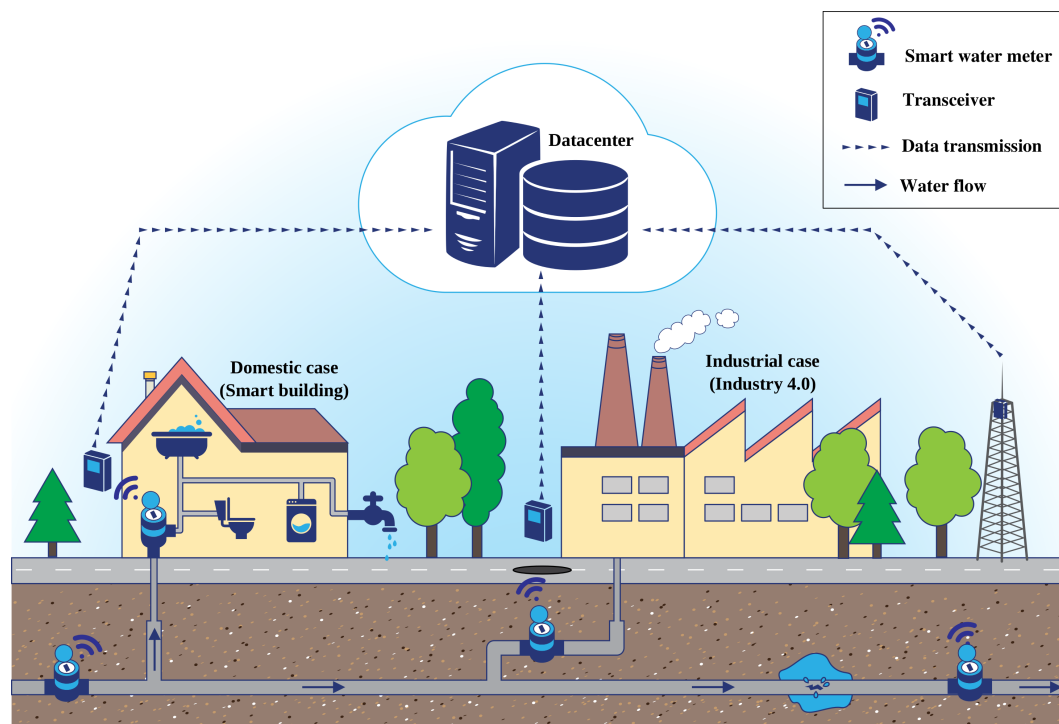 Smart water meter
Transceiver
Data transmission
Water flow
Datacenter
Domestic case
(Smart building)
Industrial case
(Industry 4.0)